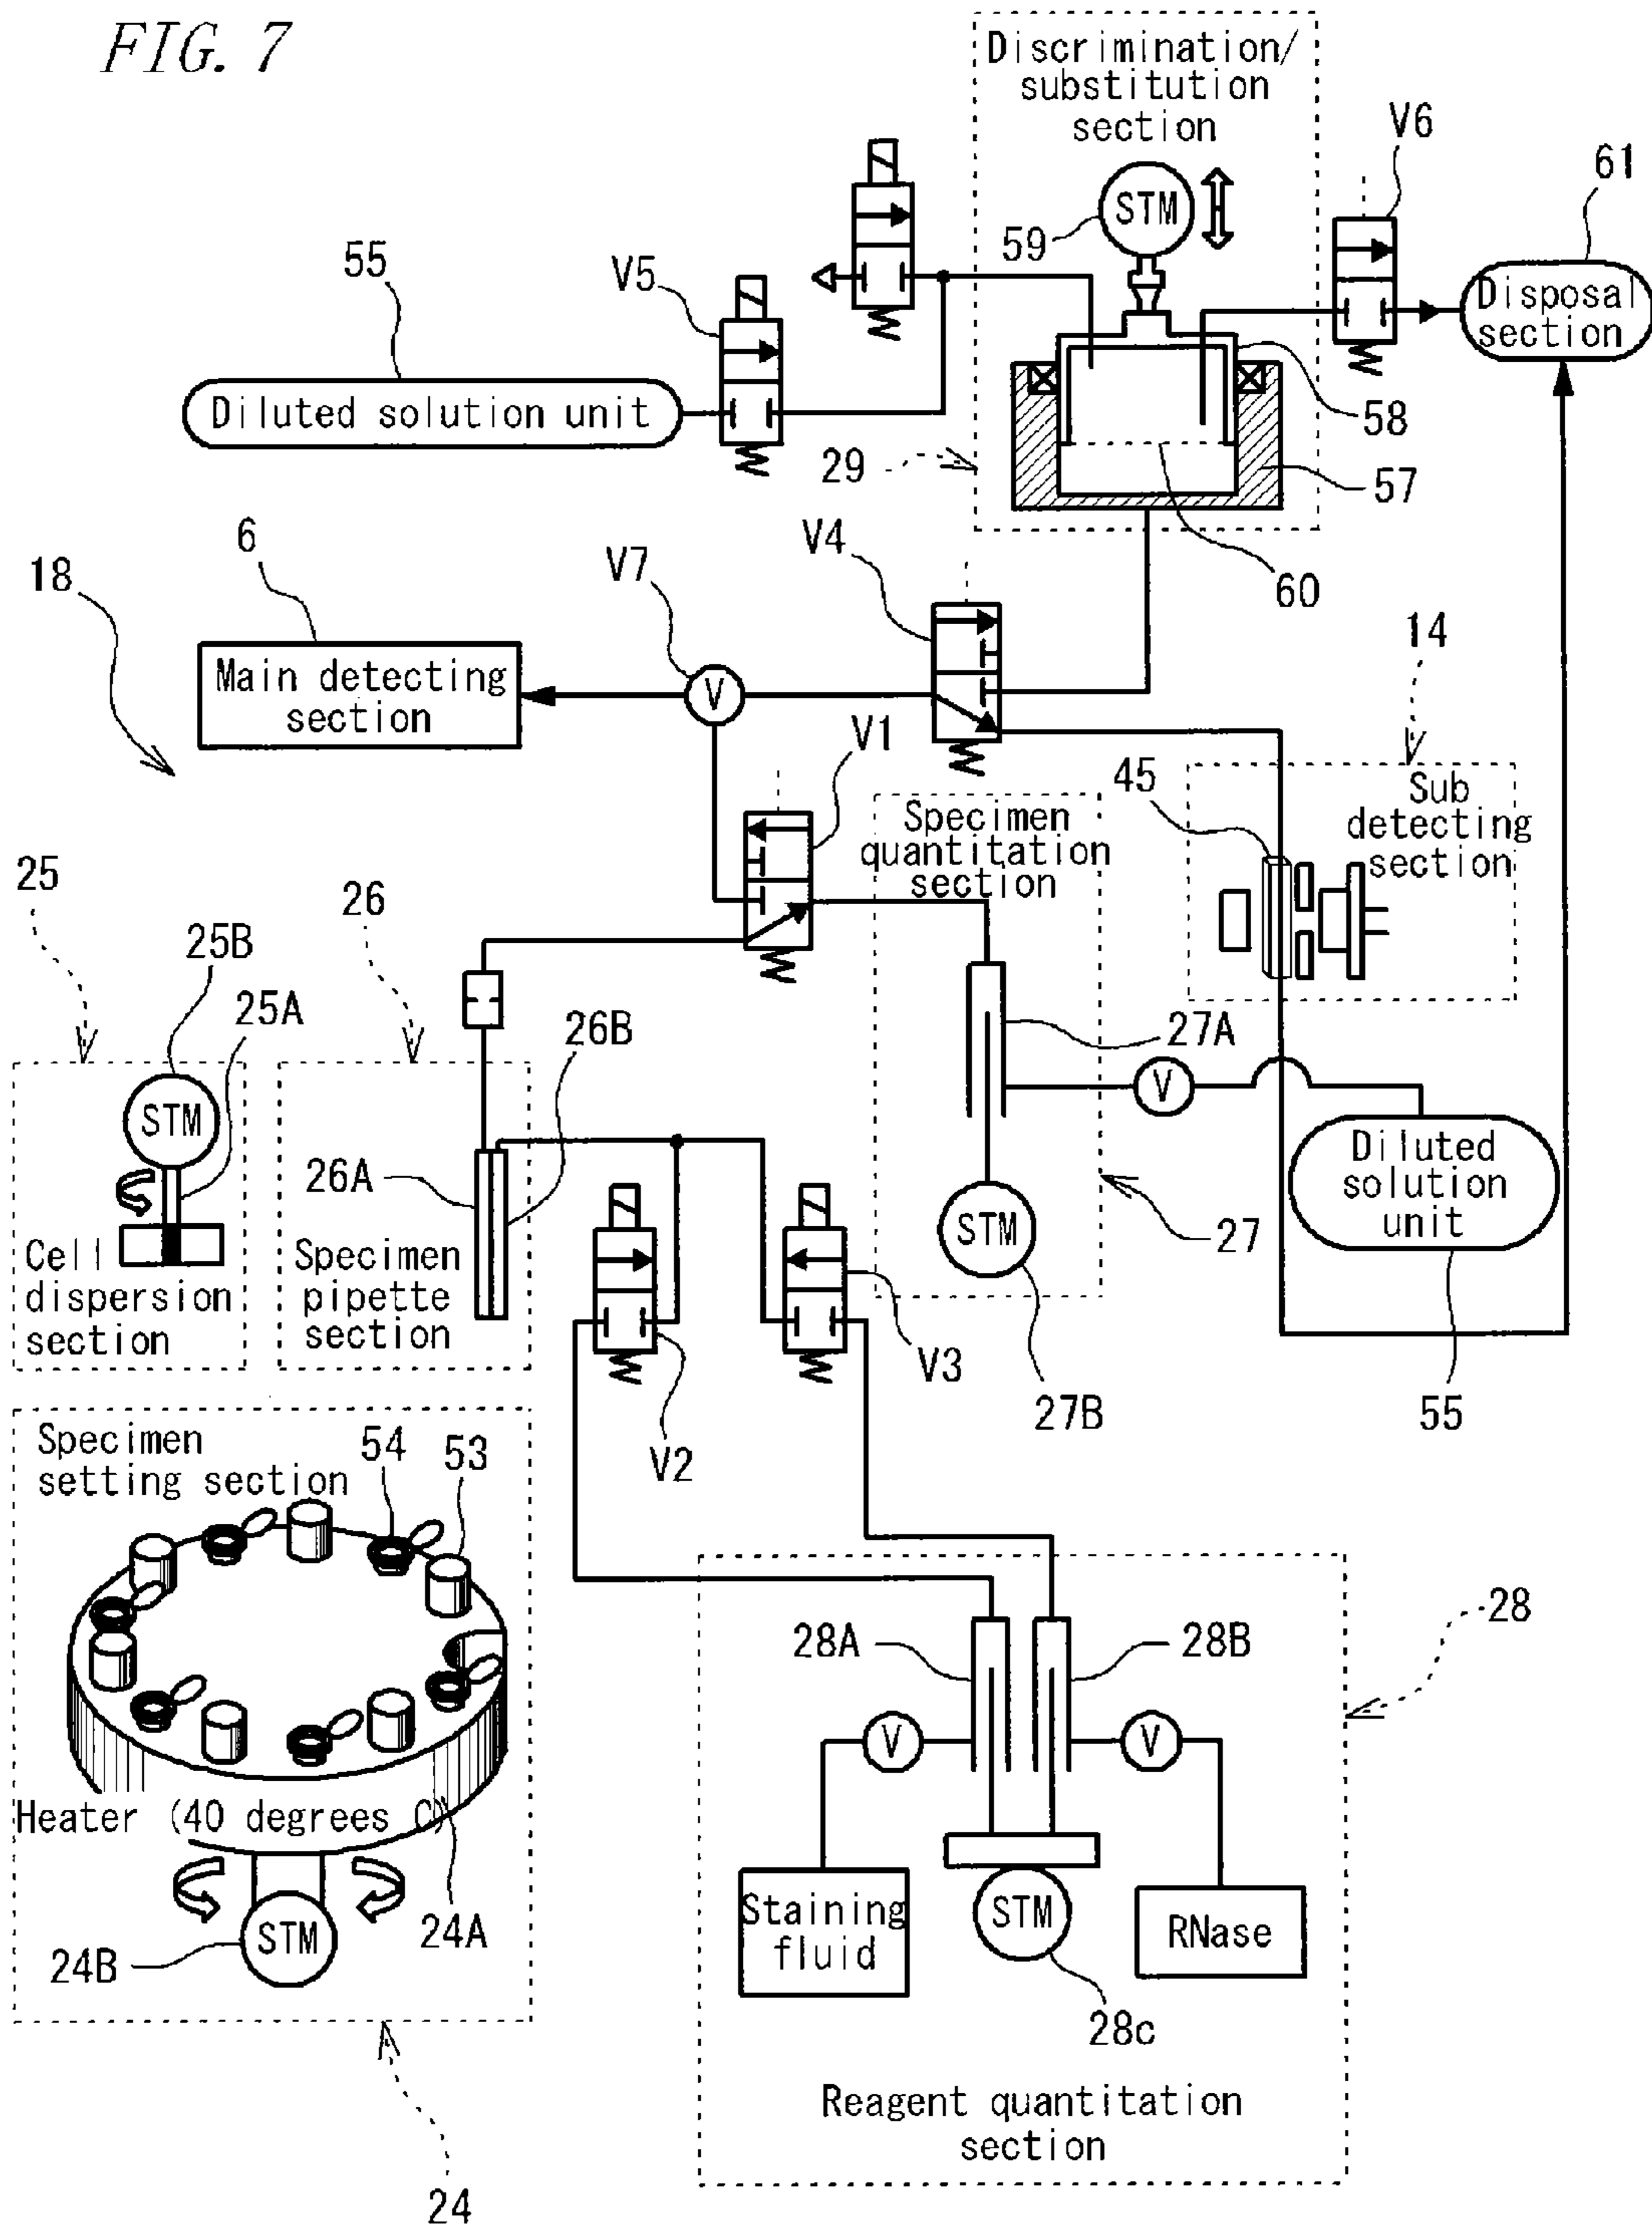 FIG. 7
Discrimination/
substitution
section
V6
61
STM
59
55
V5
Disposal
section
Diluted solution unit
58
29
57
6
V4
V7
60
18
14
Main detecting
section
V
V1
45
Sub
detecting
section
Specimen
quantitation
section
25
26
25B
25A
26B
27A
STM
V
26A
Diluted
solution
unit
STM
27
Cell
dispersion
section
Specimen
pipette
section
V3
27B
55
V2
Specimen
setting section
54
53
28
28A
28B
V
V
Heater (40 degrees C)
Staining
fluid
STM
RNase
STM
24A
24B
28c
Reagent quantitation
section
24